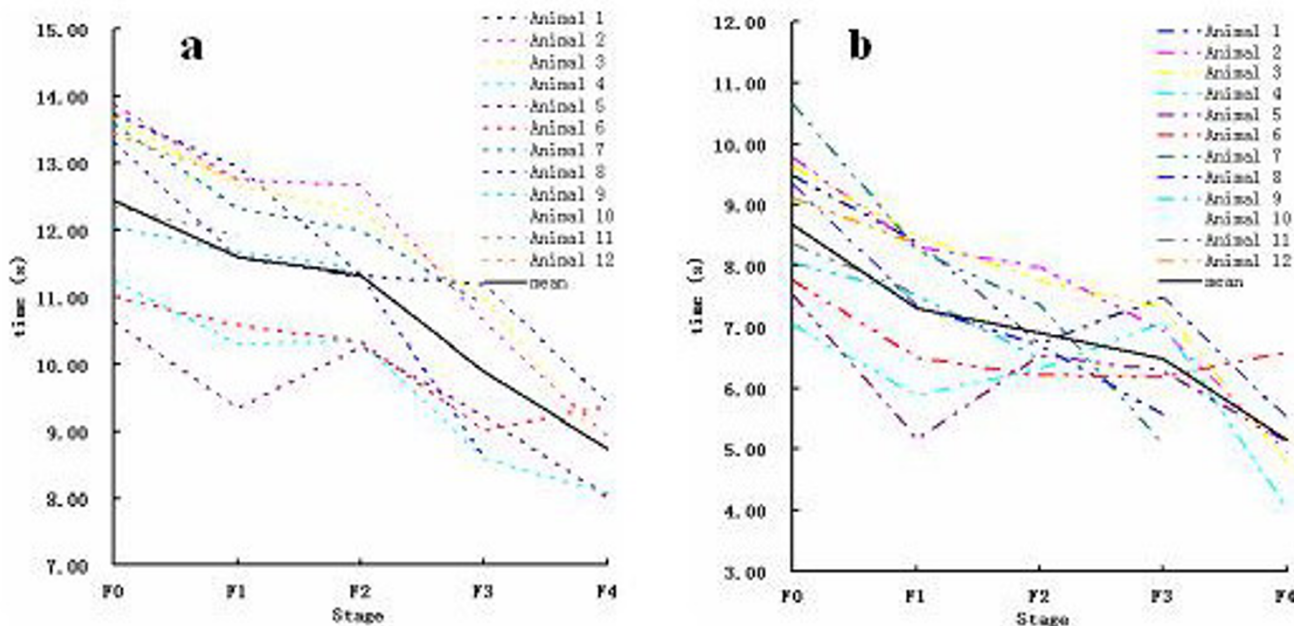 a
15.00
14.00
13.00
12.00
11.00
10.00
9.00
8.00
7.00
time (s)
F0 F1 F2 F3 F4
Stage
Animal 1
Animal 2
Animal 3
Animal 4
Animal 5
Animal 6
Animal 7
Animal 8
Animal 9
Animal 10
Animal 11
Animal 12
mean
b
12.00
11.00
10.00
9.00
8.00
7.00
6.00
5.00
4.00
3.00
time (s)
F0 F1 F2 F3 F4
Stage
Animal 1
Animal 2
Animal 3
Animal 4
Animal 5
Animal 6
Animal 7
Animal 8
Animal 9
Animal 10
Animal 11
Animal 12
mean